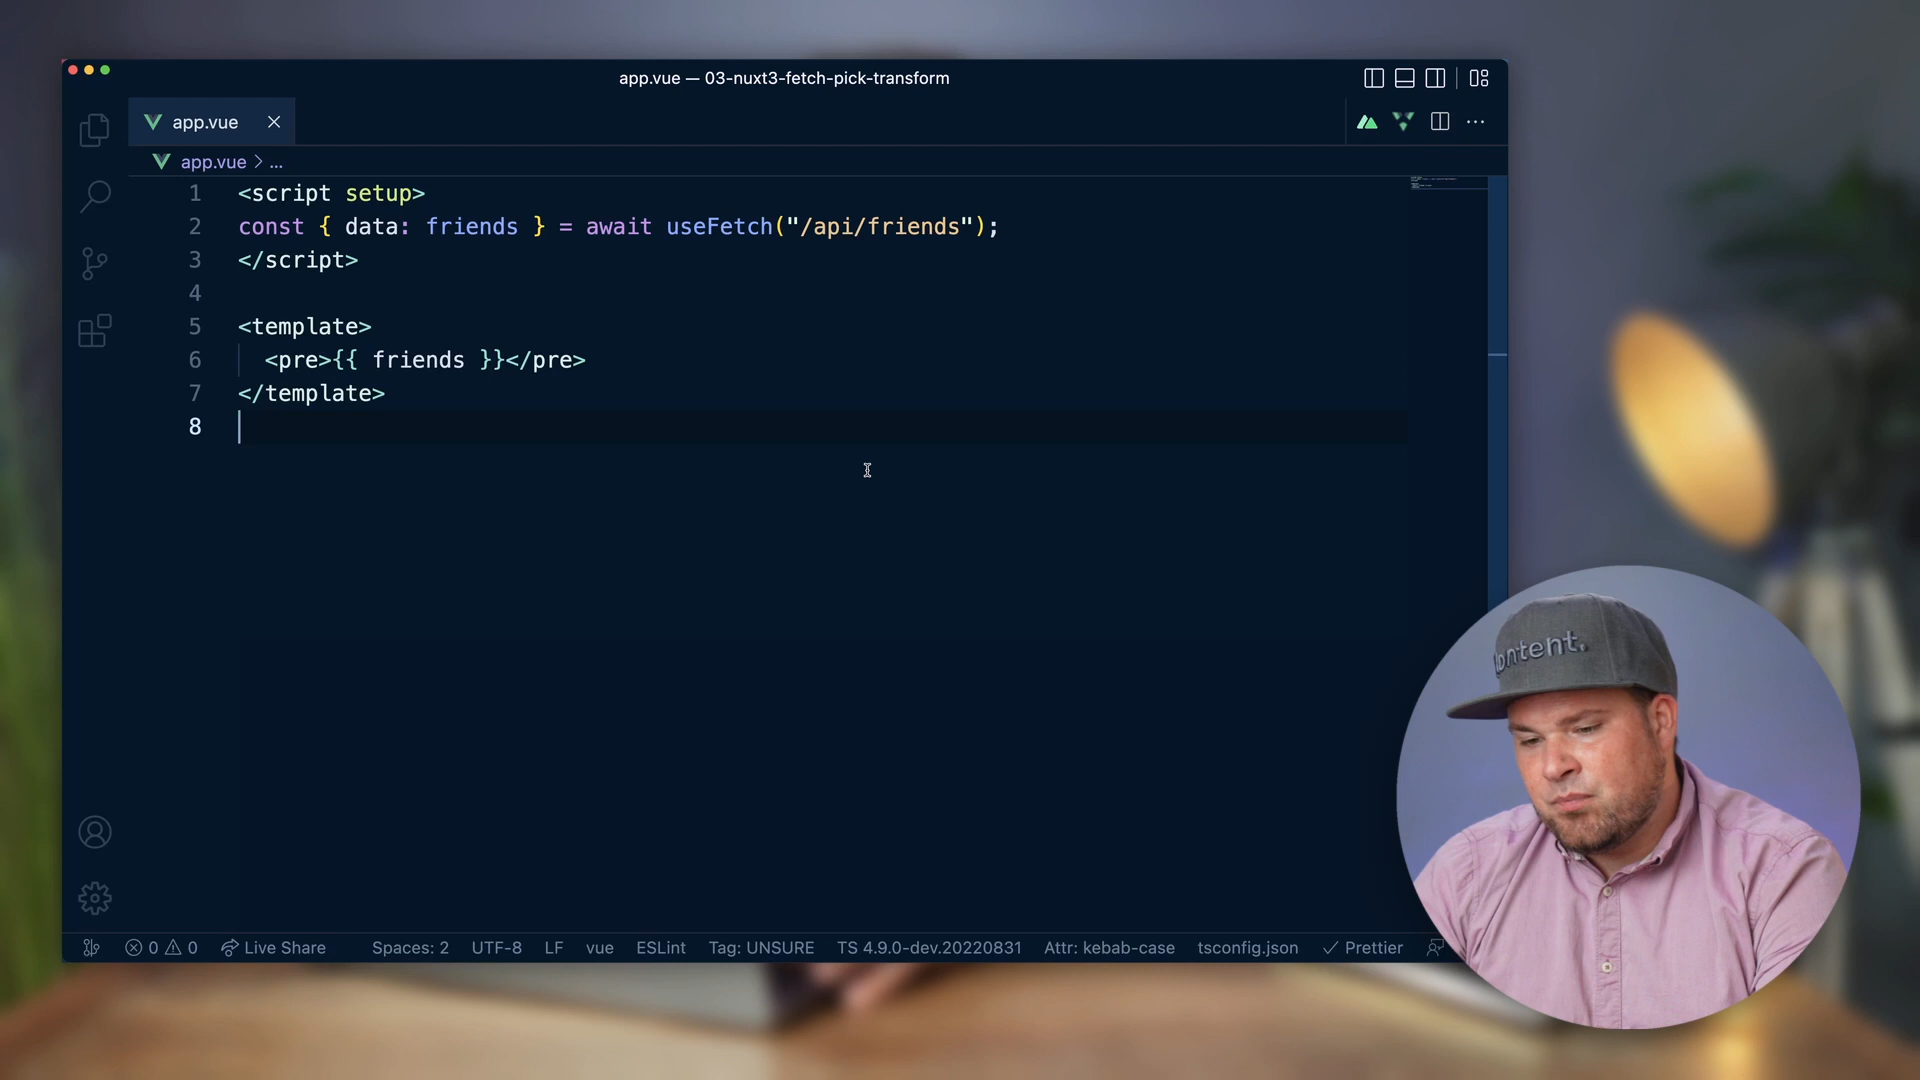 app.vue — 03-nuxt3-fetch-pick-transform
app.vue
app.vue > ...
1 <script setup>
2 const { data: friends } = await useFetch("/api/friends");
3 </script>
4
5 <template>
6 <pre>{{ friends }}</pre>
7 </template>
8
0 0 Live Share Spaces: 2 UTF-8 LF vue ESLint Tag: UNSURE TS 4.9.0-dev.20220831 Attr: kebab-case tsconfig.json Prettier
Content.